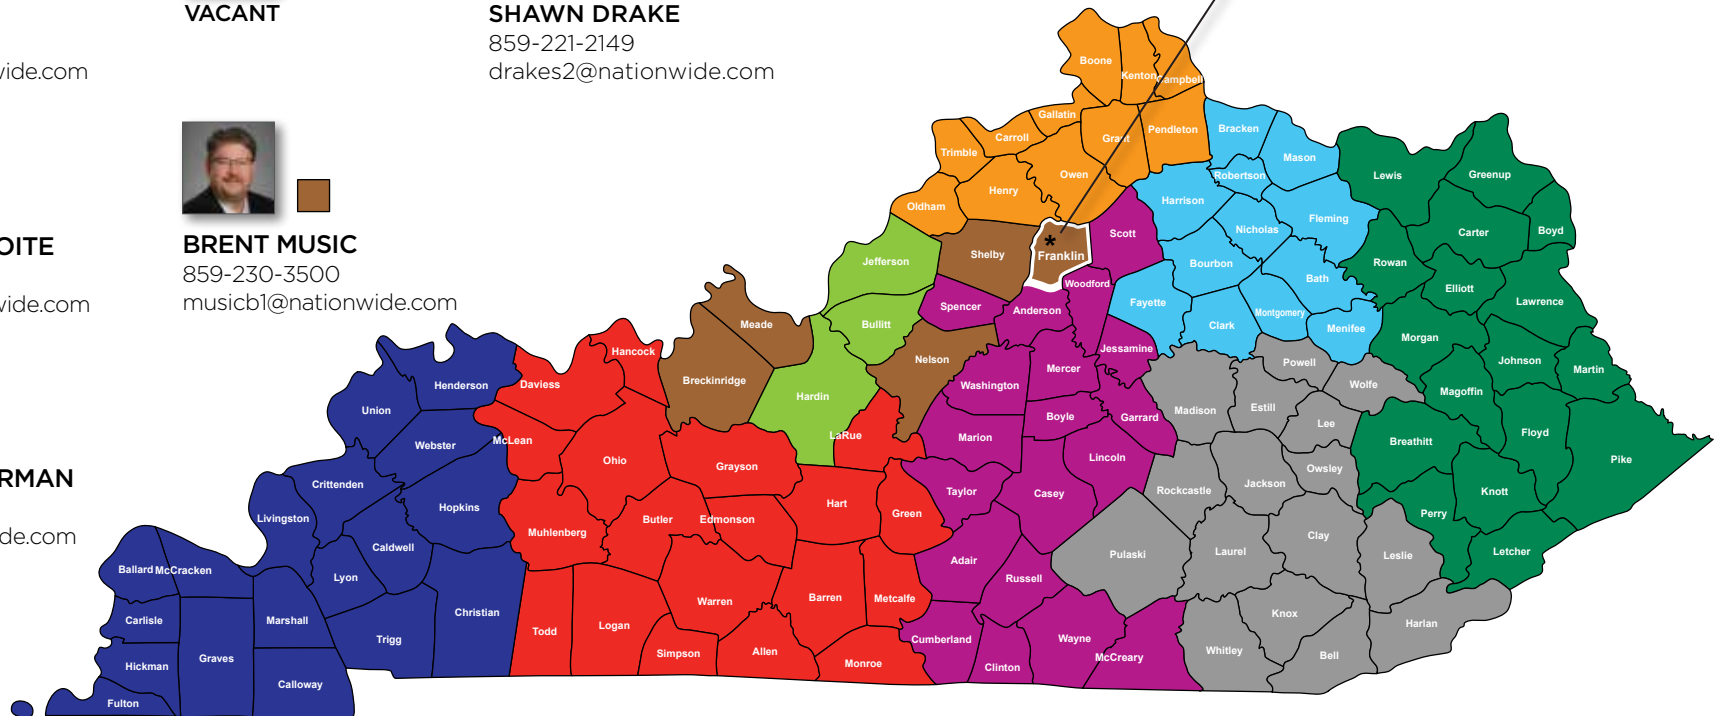 VACANT
SHAWN DRAKE
859-221-2149
drakes2@nationwide.com
wide.com
BRENT MUSIC
859-230-3500
musicb1@nationwide.com
OITE
wide.com
RMAN
de.com
Boone
Kenton
Campbell
Gallatin
Carroll
Grant
Pendleton
Trimble
Owen
Henry
Oldham
Bracken
Mason
Robertson
Harrison
Fleming
Nicholas
Bourbon
Bath
Fayette
Clark
Montgomery
Menifee
Lewis
Greenup
Carter
Boyd
Rowan
Elliott
Lawrence
Morgan
Johnson
Martin
Magoffin
Breathitt
Floyd
Pike
Knott
Perry
Letcher
Jefferson
Bullitt
Hardin
Shelby
*
Franklin
Meade
Breckinridge
Nelson
Scott
Woodford
Spencer
Anderson
Jessamine
Mercer
Washington
Boyle
Garrard
Marion
Lincoln
Taylor
Casey
Adair
Russell
Cumberland
Clinton
Wayne
McCreary
Powell
Wolfe
Madison
Estill
Lee
Owsley
Jackson
Rockcastle
Pulaski
Laurel
Clay
Leslie
Knox
Harlan
Whitley
Bell
Hancock
Daviess
McLean
Ohio
Grayson
LaRue
Hart
Green
Muhlenberg
Butler
Edmonson
Warren
Barren
Metcalfe
Todd
Logan
Simpson
Allen
Monroe
Henderson
Union
Webster
Crittenden
Hopkins
Livingston
Caldwell
Lyon
Christian
Trigg
Ballard
McCracken
Carlisle
Marshall
Graves
Hickman
Calloway
Fulton